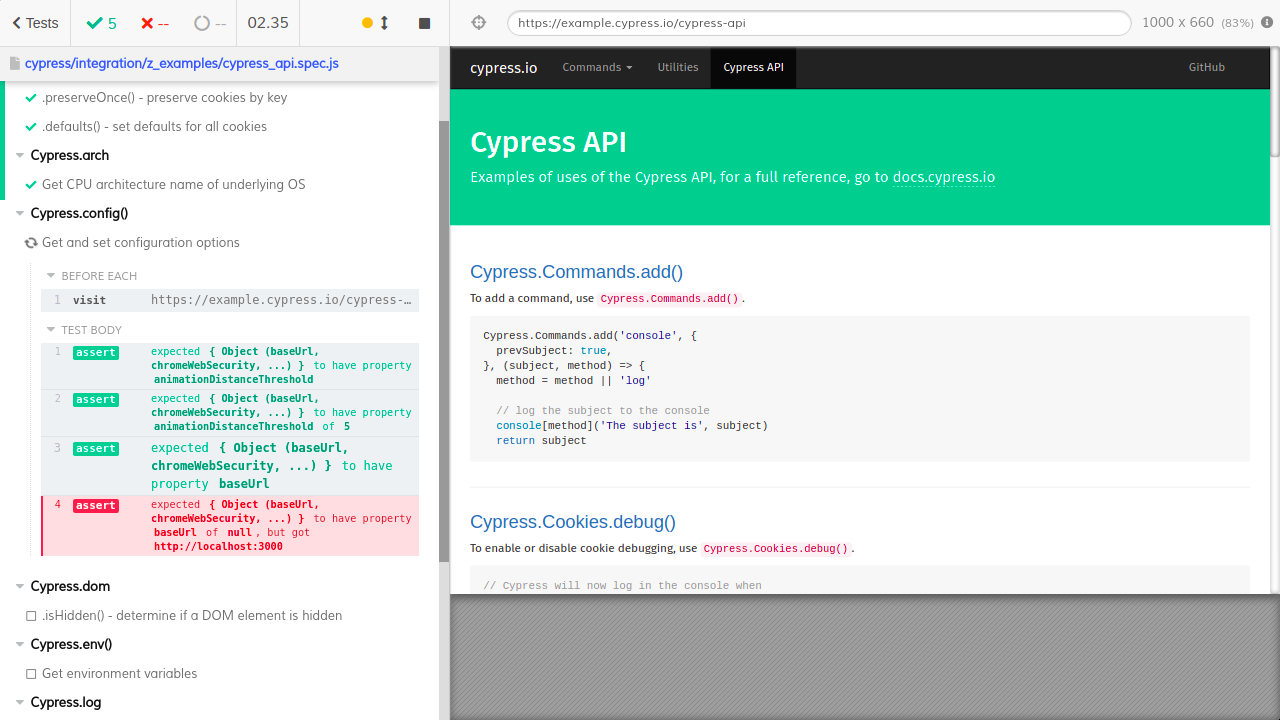 Tests
5
--
--
02.35
https://example.cypress.io/cypress-api
1000 x 660 (83%)
cypress/integration/z_examples/cypress_api.spec.js
.preserveOnce() - preserve cookies by key
.defaults() - set defaults for all cookies
Cypress.arch
Get CPU architecture name of underlying OS
Cypress.config()
Get and set configuration options
BEFORE EACH
1 visit https://example.cypress.io/cypress-…
TEST BODY
1 assert expected { Object (baseUrl,
chromeWebSecurity, ...) } to have property
animationDistanceThreshold
2 assert expected { Object (baseUrl,
chromeWebSecurity, ...) } to have property
animationDistanceThreshold of 5
3 assert expected { Object (baseUrl,
chromeWebSecurity, ...) } to have
property baseUrl
4 assert expected { Object (baseUrl,
chromeWebSecurity, ...) } to have property
baseUrl of null, but got
http://localhost:3000
Cypress.dom
.isHidden() - determine if a DOM element is hidden
Cypress.env()
Get environment variables
Cypress.log
cypress.io Commands Utilities Cypress API GitHub
Cypress API
Examples of uses of the Cypress API, for a full reference, go to docs.cypress.io
Cypress.Commands.add()
To add a command, use Cypress.Commands.add().
Cypress.Commands.add('console', {
prevSubject: true,
}, (subject, method) => {
method = method || 'log'
// log the subject to the console
console[method]('The subject is', subject)
return subject
Cypress.Cookies.debug()
To enable or disable cookie debugging, use Cypress.Cookies.debug().
// Cypress will now log in the console when